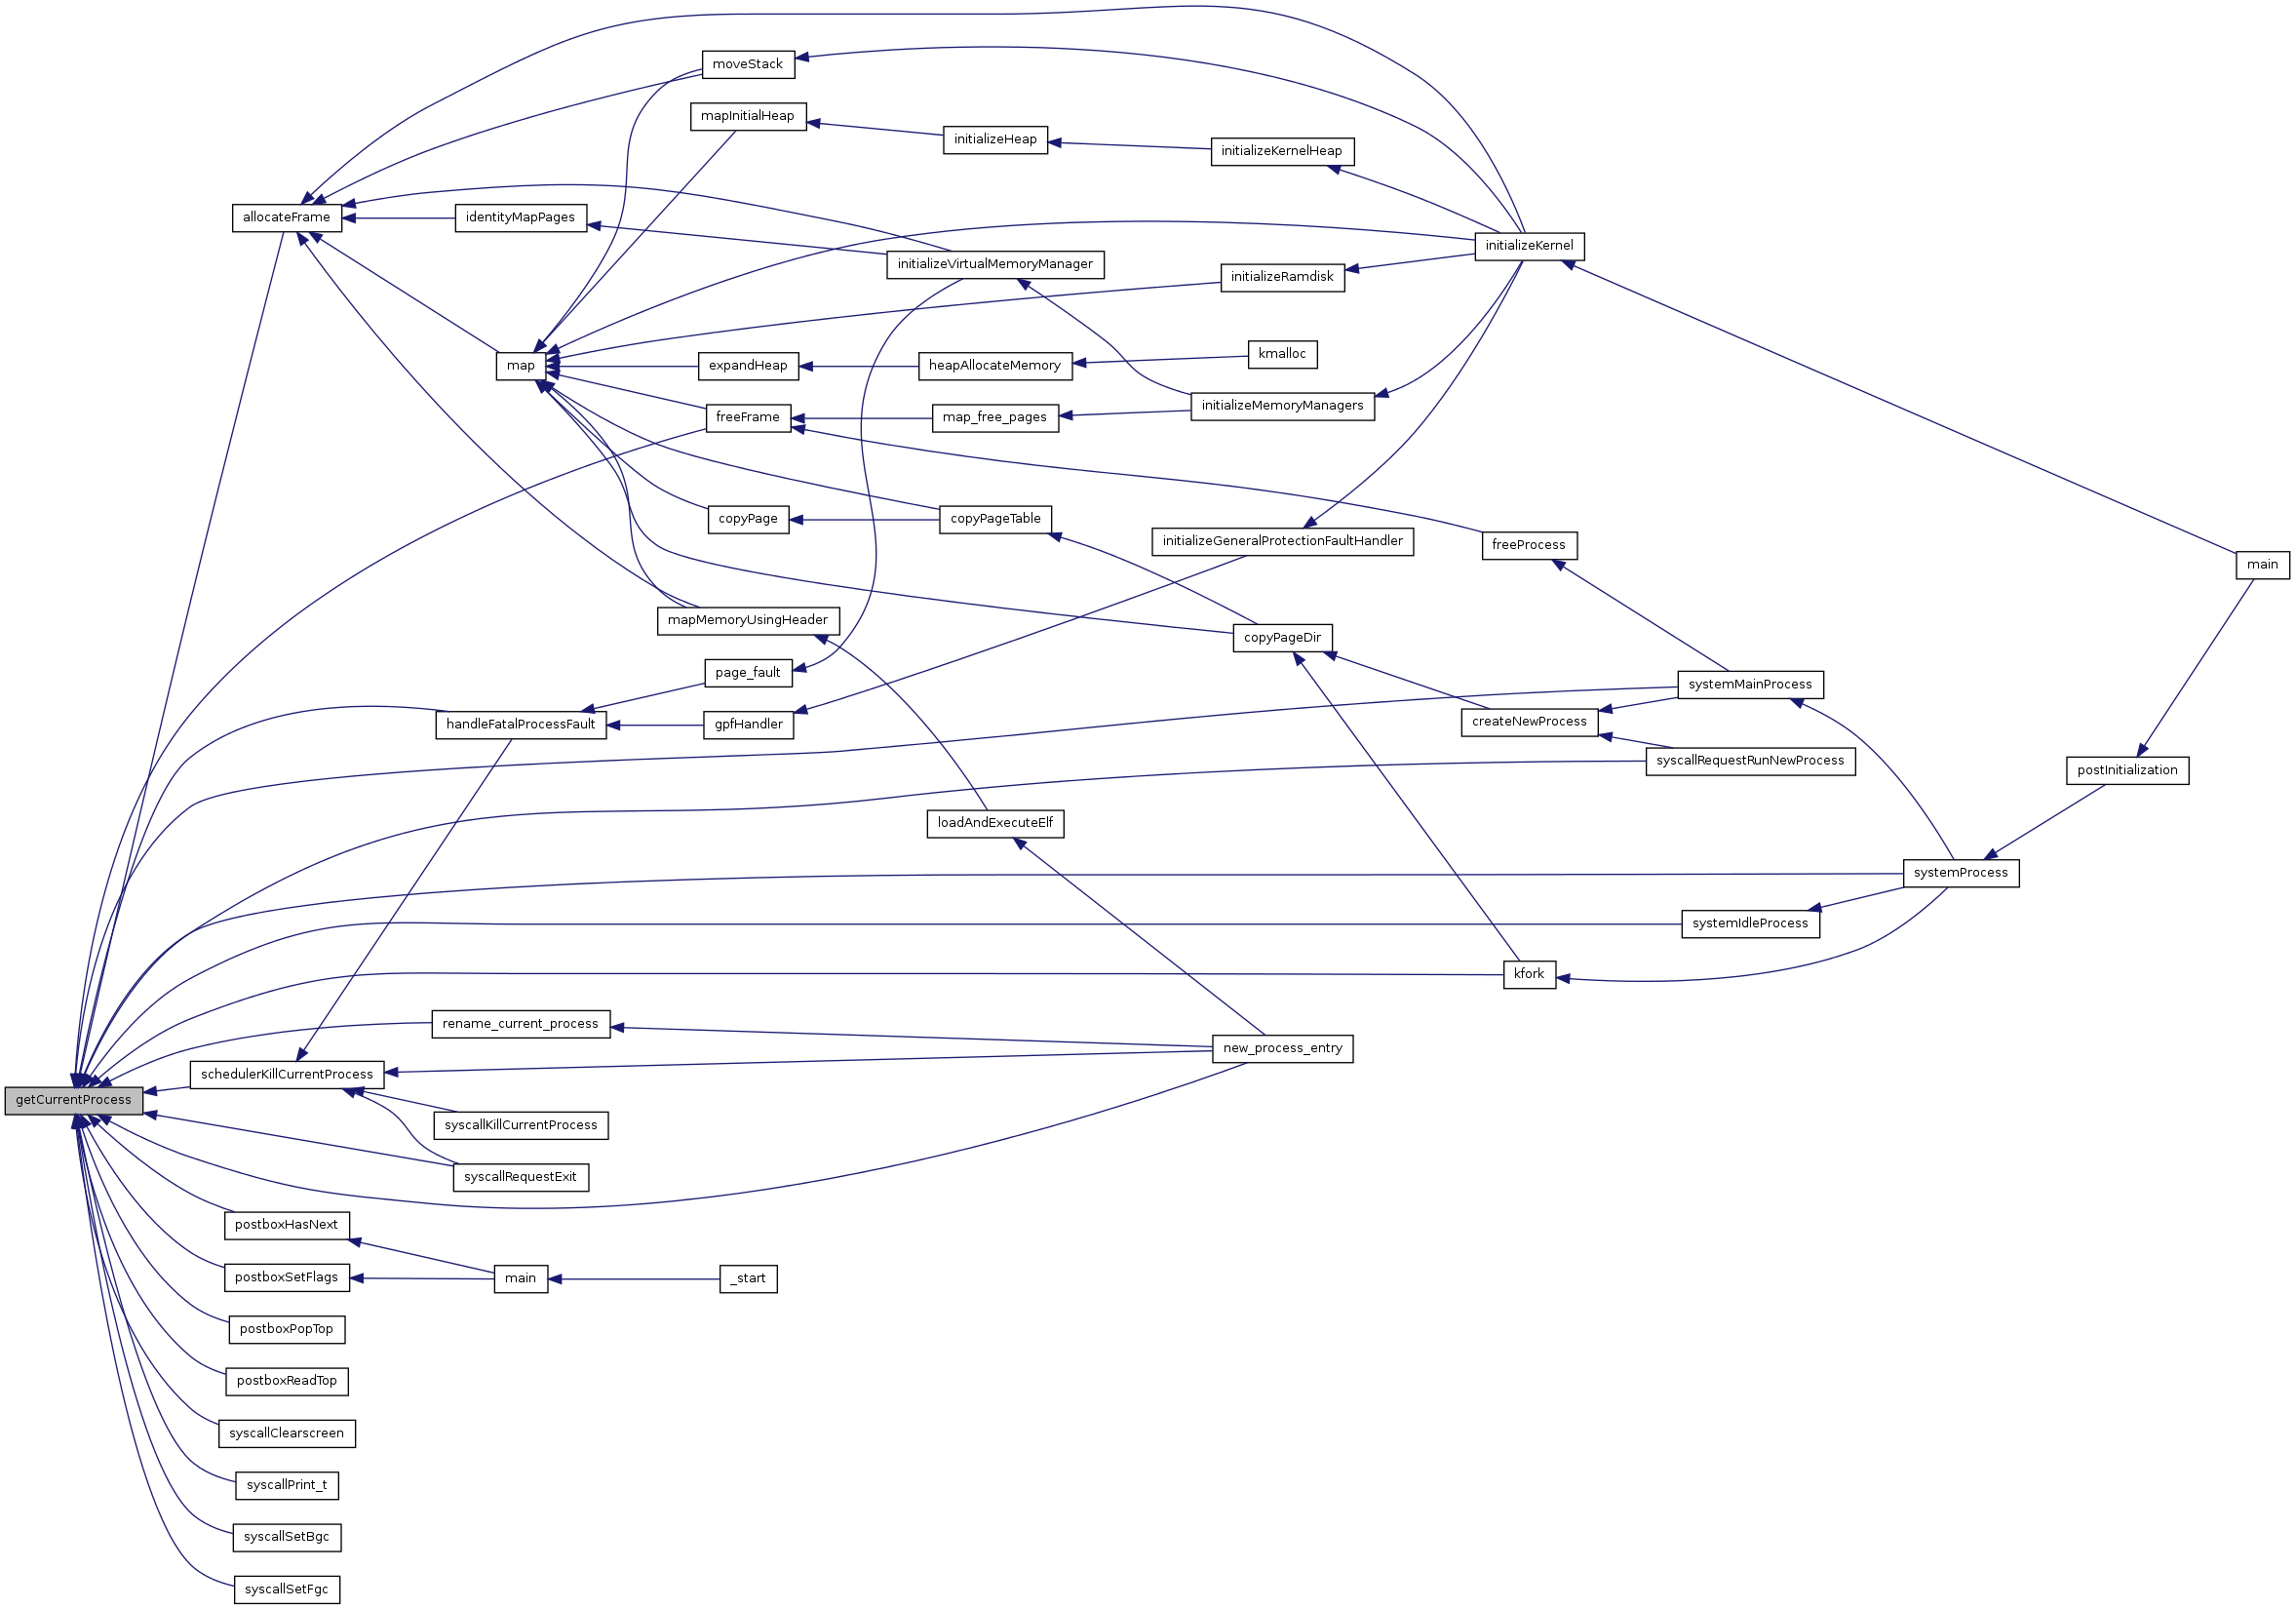 moveStack
mapInitialHeap
initializeHeap
initializeKernelHeap
allocateFrame
identityMapPages
initializeKernel
initializeVirtualMemoryManager
initializeRamdisk
kmalloc
map
expandHeap
heapAllocateMemory
initializeMemoryManagers
freeFrame
map_free_pages
copyPage
copyPageTable
initializeGeneralProtectionFaultHandler
freeProcess
main
mapMemoryUsingHeader
copyPageDir
page_fault
systemMainProcess
handleFatalProcessFault
gpfHandler
createNewProcess
syscallRequestRunNewProcess
postInitialization
loadAndExecuteElf
systemProcess
systemIdleProcess
kfork
rename_current_process
new_process_entry
schedulerKillCurrentProcess
getCurrentProcess
syscallKillCurrentProcess
syscallRequestExit
postboxHasNext
postboxSetFlags
main
_start
postboxPopTop
postboxReadTop
syscallClearscreen
syscallPrint_t
syscallSetBgc
syscallSetFgc